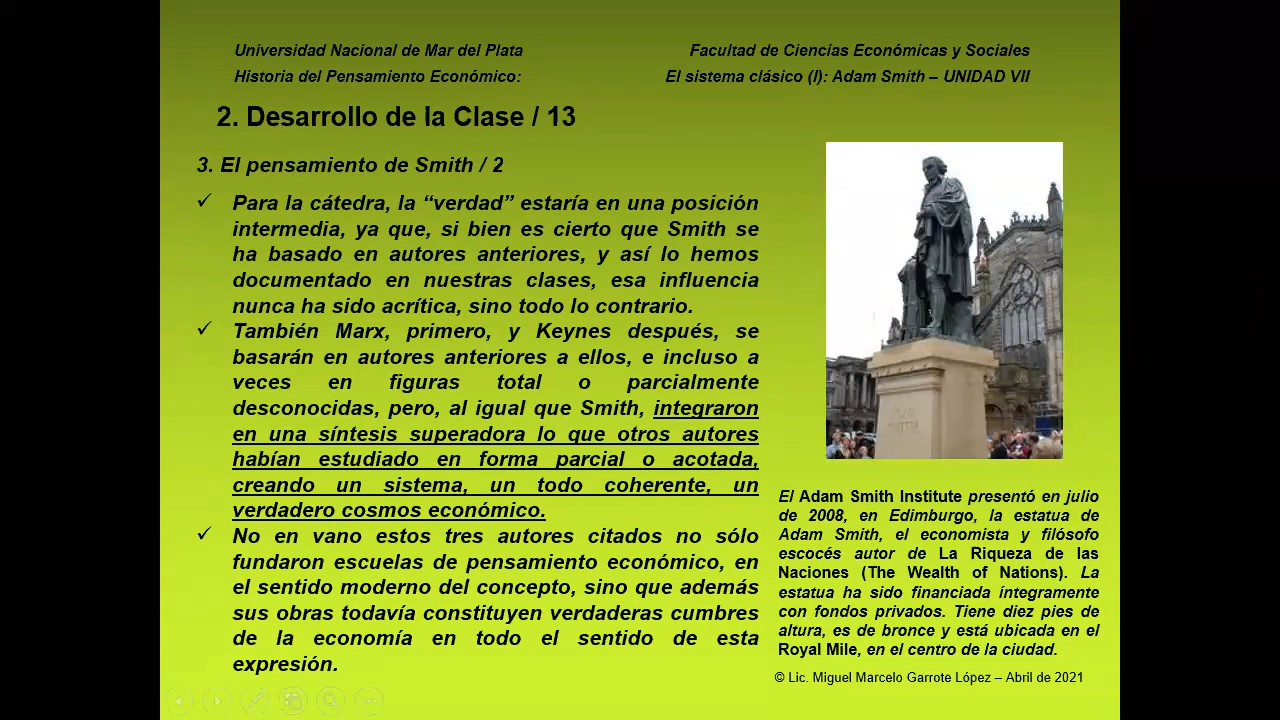 Universidad Nacional de Mar del Plata
Facultad de Ciencias Económicas y Sociales
Historia del Pensamiento Económico:
El sistema clásico (I): Adam Smith – UNIDAD VII
2. Desarrollo de la Clase / 13
3. El pensamiento de Smith / 2
✓ Para la cátedra, la “verdad” estaría en una posición
intermedia, ya que, si bien es cierto que Smith se
ha basado en autores anteriores, y así lo hemos
documentado en nuestras clases, esa influencia
nunca ha sido acrítica, sino todo lo contrario.
✓ También Marx, primero, y Keynes después, se
basarán en autores anteriores a ellos, e incluso a
veces en figuras total o parcialmente
desconocidas, pero, al igual que Smith, integraron
en una síntesis superadora lo que otros autores
habían estudiado en forma parcial o acotada,
creando un sistema, un todo coherente, un
verdadero cosmos económico.
✓ No en vano estos tres autores citados no sólo
fundaron escuelas de pensamiento económico, en
el sentido moderno del concepto, sino que además
sus obras todavía constituyen verdaderas cumbres
de la economía en todo el sentido de esta
expresión.
El Adam Smith Institute presentó en julio
de 2008, en Edimburgo, la estatua de
Adam Smith, el economista y filósofo
escocés autor de La Riqueza de las
Naciones (The Wealth of Nations). La
estatua ha sido financiada íntegramente
con fondos privados. Tiene diez pies de
altura, es de bronce y está ubicada en el
Royal Mile, en el centro de la ciudad.
© Lic. Miguel Marcelo Garrote López – Abril de 2021